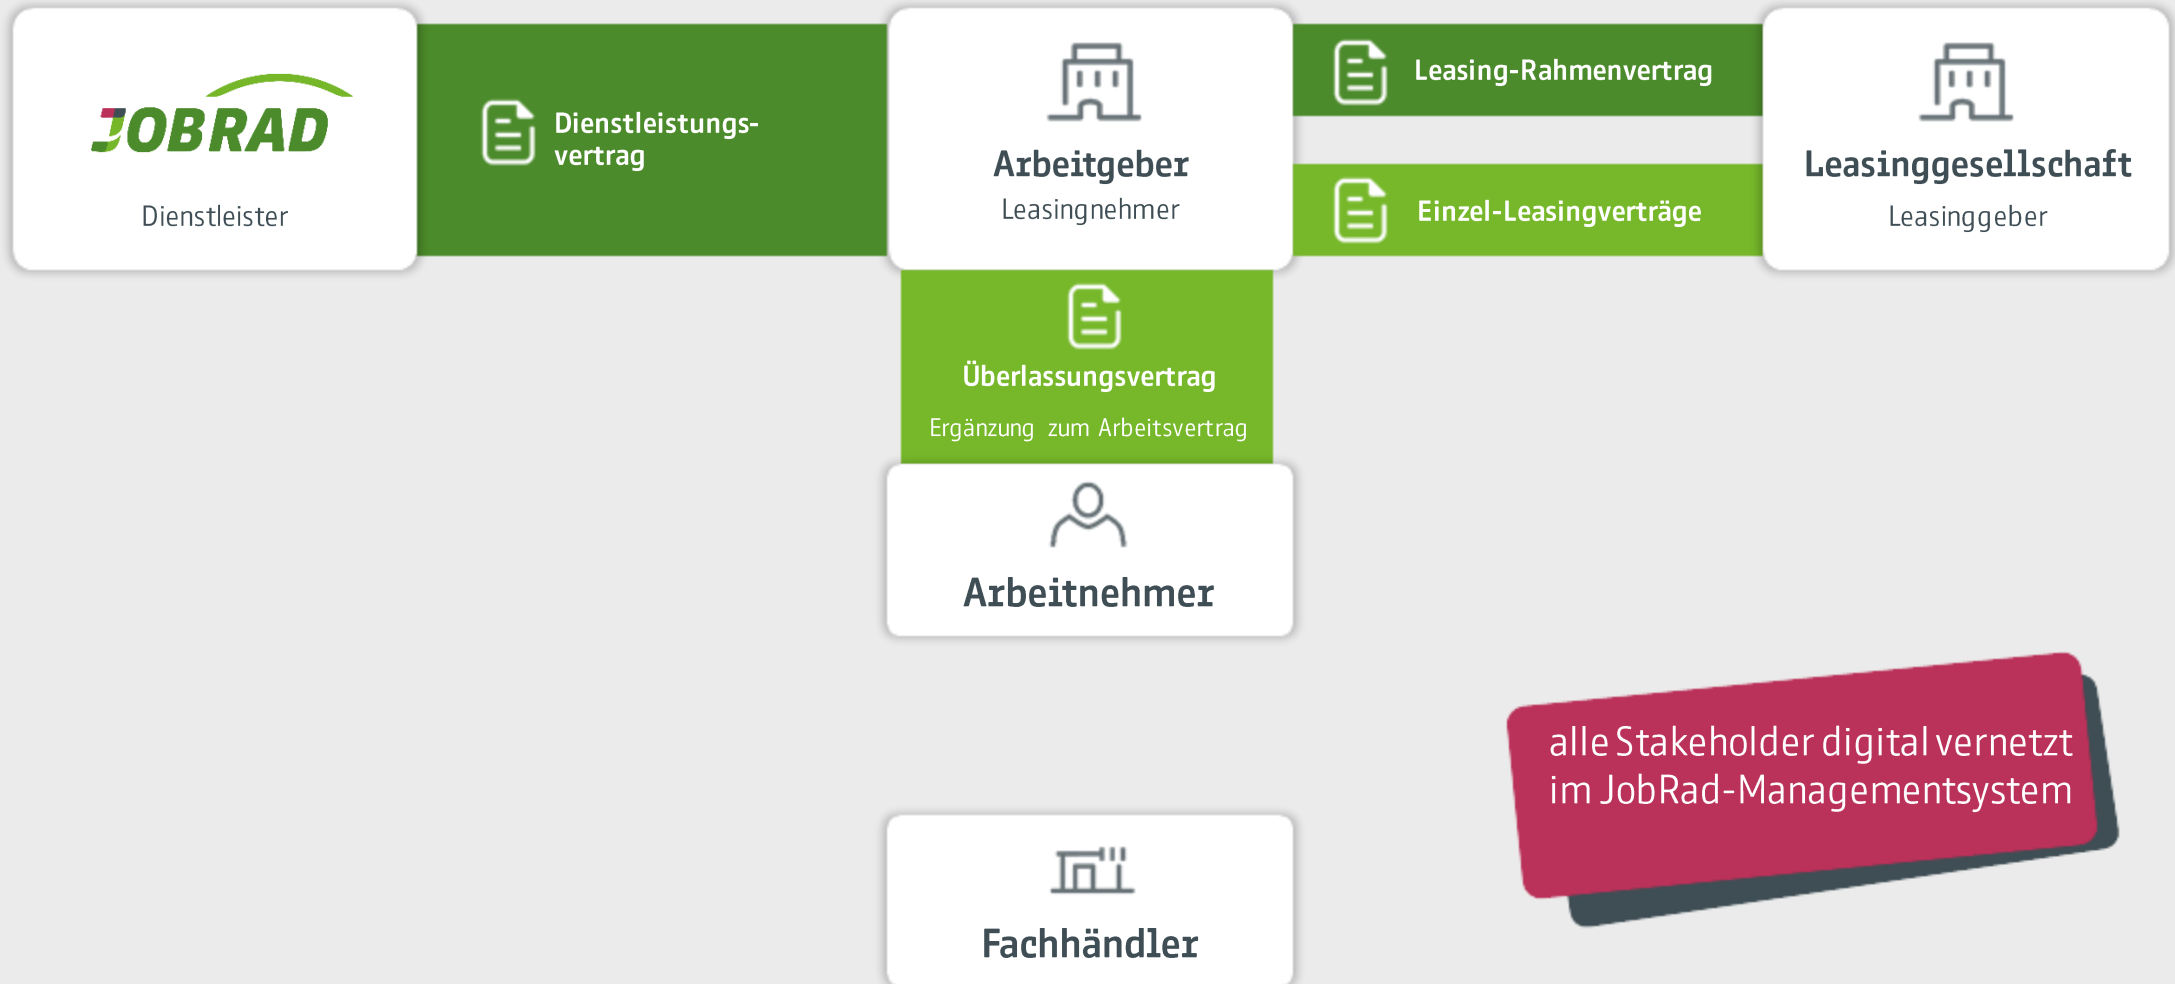 JOBRAD
Dienstleister
Dienstleistungs-
vertrag
Arbeitgeber
Leasingnehmer
Leasing-Rahmenvertrag
Einzel-Leasingverträge
Leasinggesellschaft
Leasinggeber
Überlassungsvertrag
Ergänzung zum Arbeitsvertrag
Arbeitnehmer
alle Stakeholder digital vernetzt
im JobRad-Managementsystem
Fachhändler